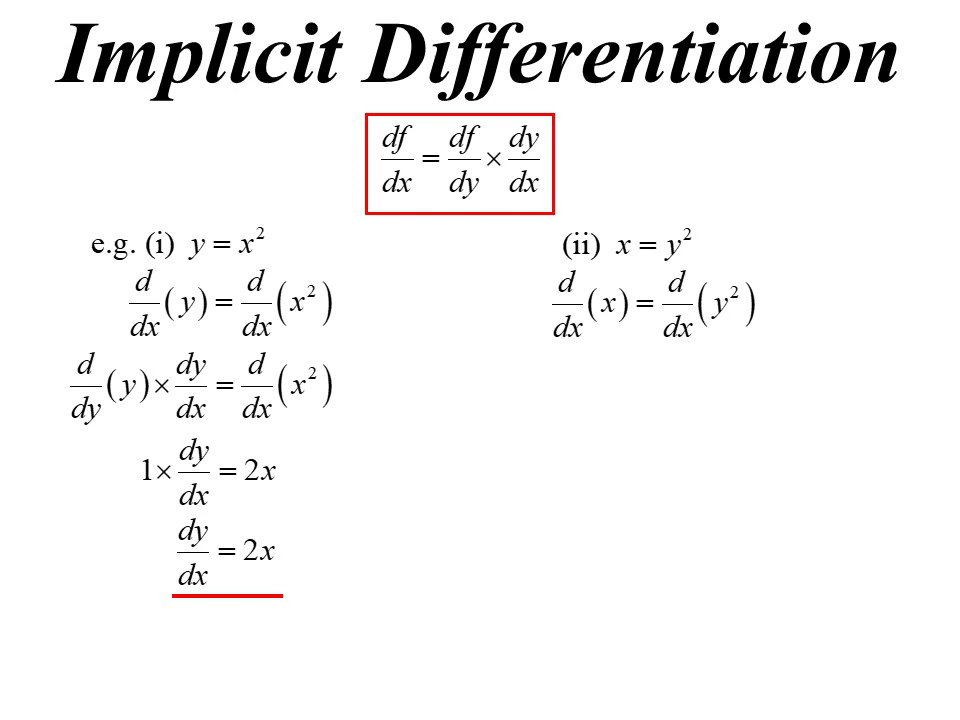 Implicit Differentiation
df/dx = df/dy × dy/dx
e.g. (i) y = x²
d/dx (y) = d/dx (x²)
d/dy (y) × dy/dx = d/dx (x²)
1 × dy/dx = 2x
dy/dx = 2x
(ii) x = y²
d/dx (x) = d/dx (y²)